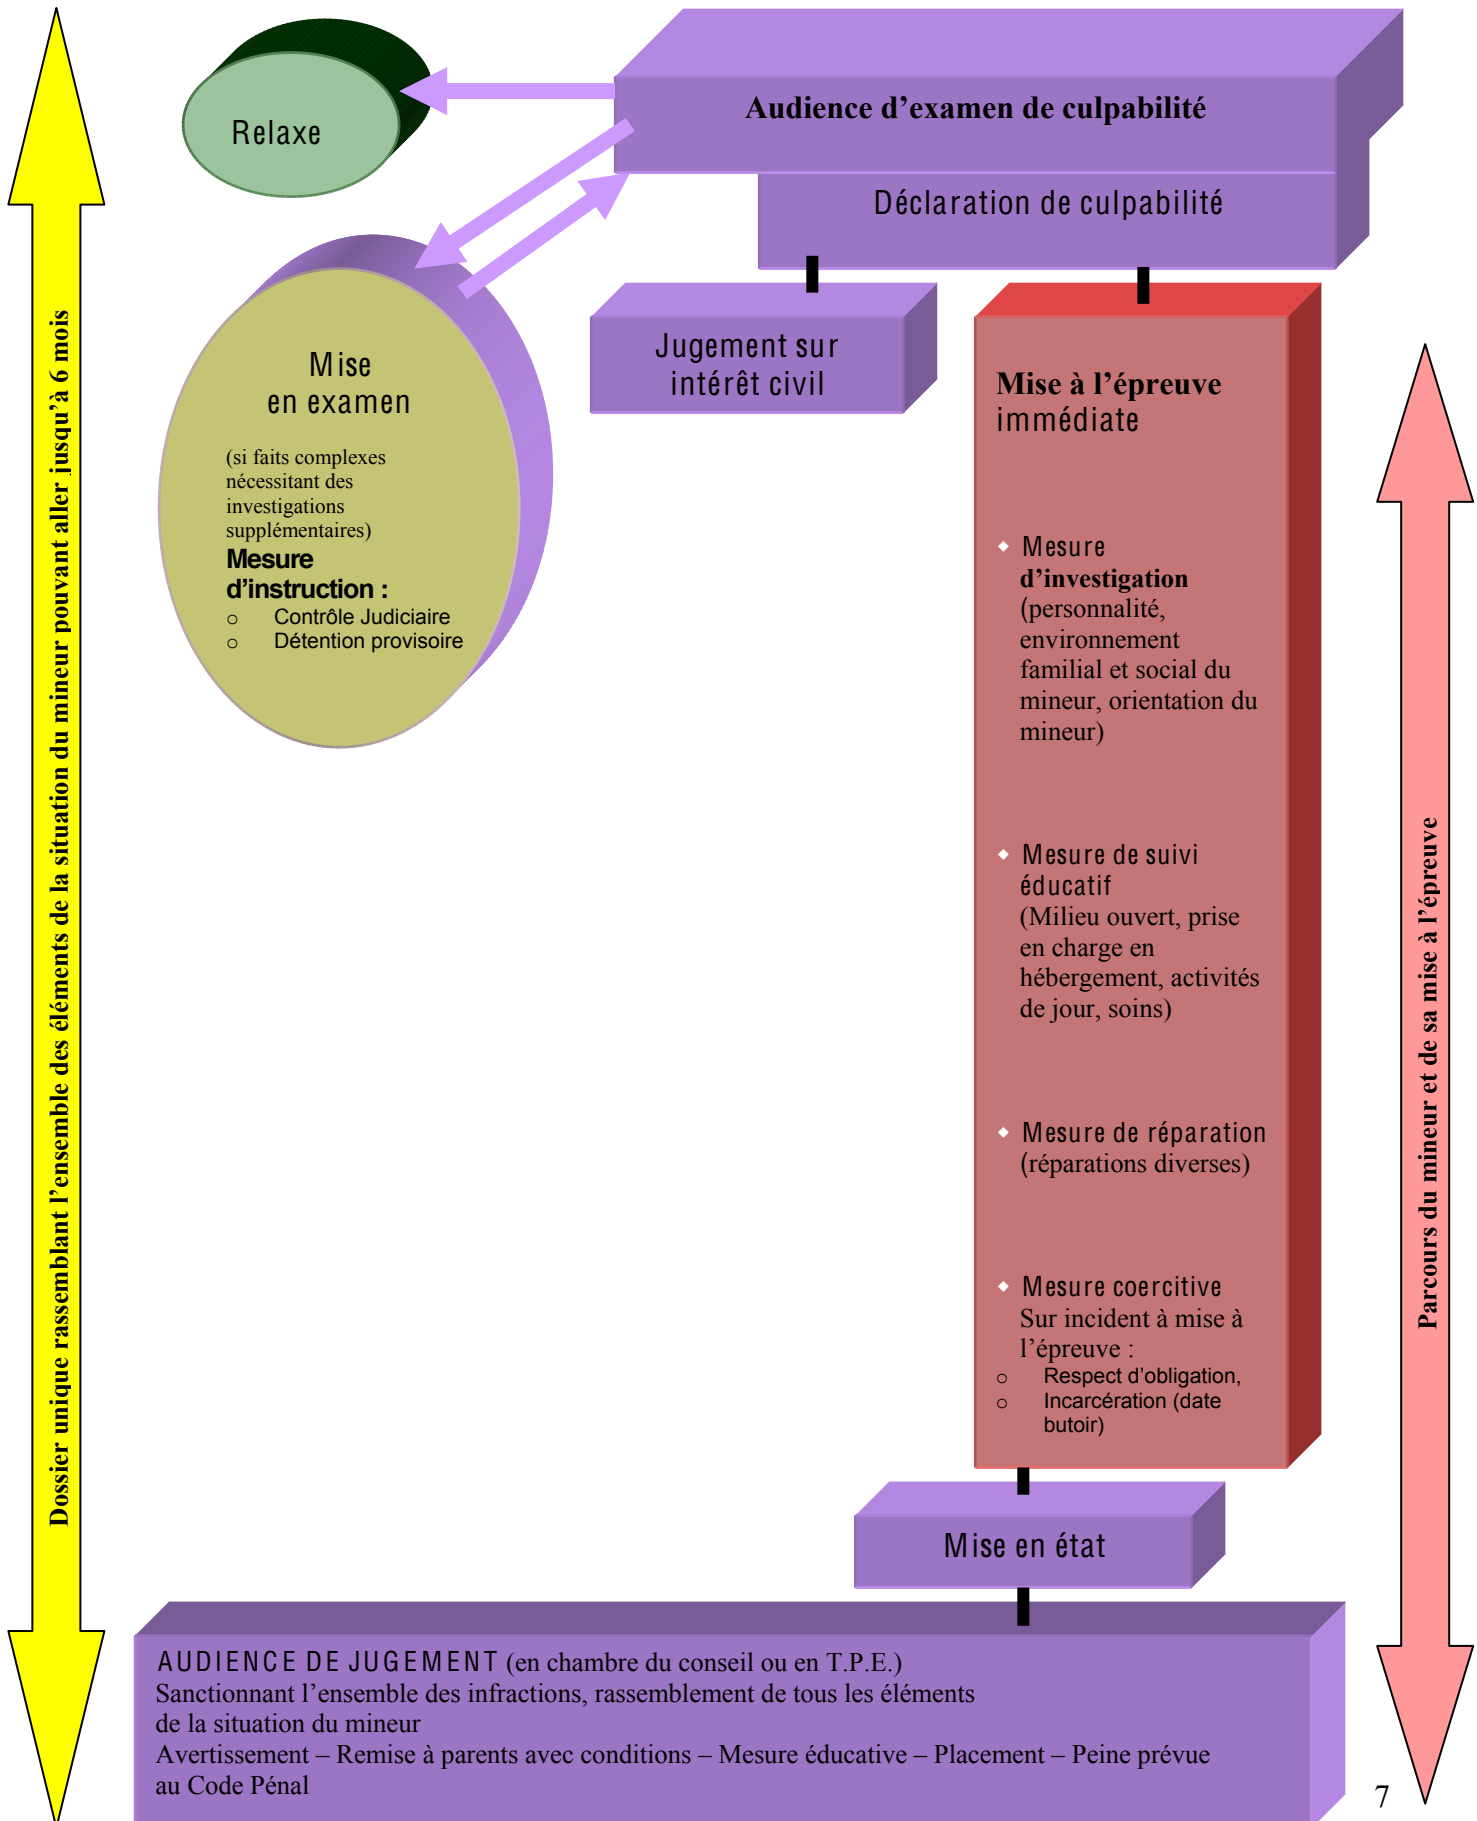 Audience d’examen de culpabilité
Relaxe
Déclaration de culpabilité
Jugement sur
intérêt civil
Mise
en examen
(si faits complexes
nécessitant des
investigations
supplémentaires)
Mesure
d’instruction :
o Contrôle Judiciaire
o Détention provisoire
Mise à l’épreuve
immédiate
◆ Mesure
d’investigation
(personnalité,
environnement
familial et social du
mineur, orientation du
mineur)
◆ Mesure de suivi
éducatif
(Milieu ouvert, prise
en charge en
hébergement, activités
de jour, soins)
◆ Mesure de réparation
(réparations diverses)
◆ Mesure coercitive
Sur incident à mise à
l’épreuve :
o Respect d’obligation,
o Incarcération (date
butoir)
Dossier unique rassemblant l’ensemble des éléments de la situation du mineur pouvant aller jusqu’à 6 mois
Parcours du mineur et de sa mise à l’épreuve
Mise en état
AUDIENCE DE JUGEMENT (en chambre du conseil ou en T.P.E.)
Sanctionnant l’ensemble des infractions, rassemblement de tous les éléments
de la situation du mineur
Avertissement – Remise à parents avec conditions – Mesure éducative – Placement – Peine prévue
au Code Pénal
7